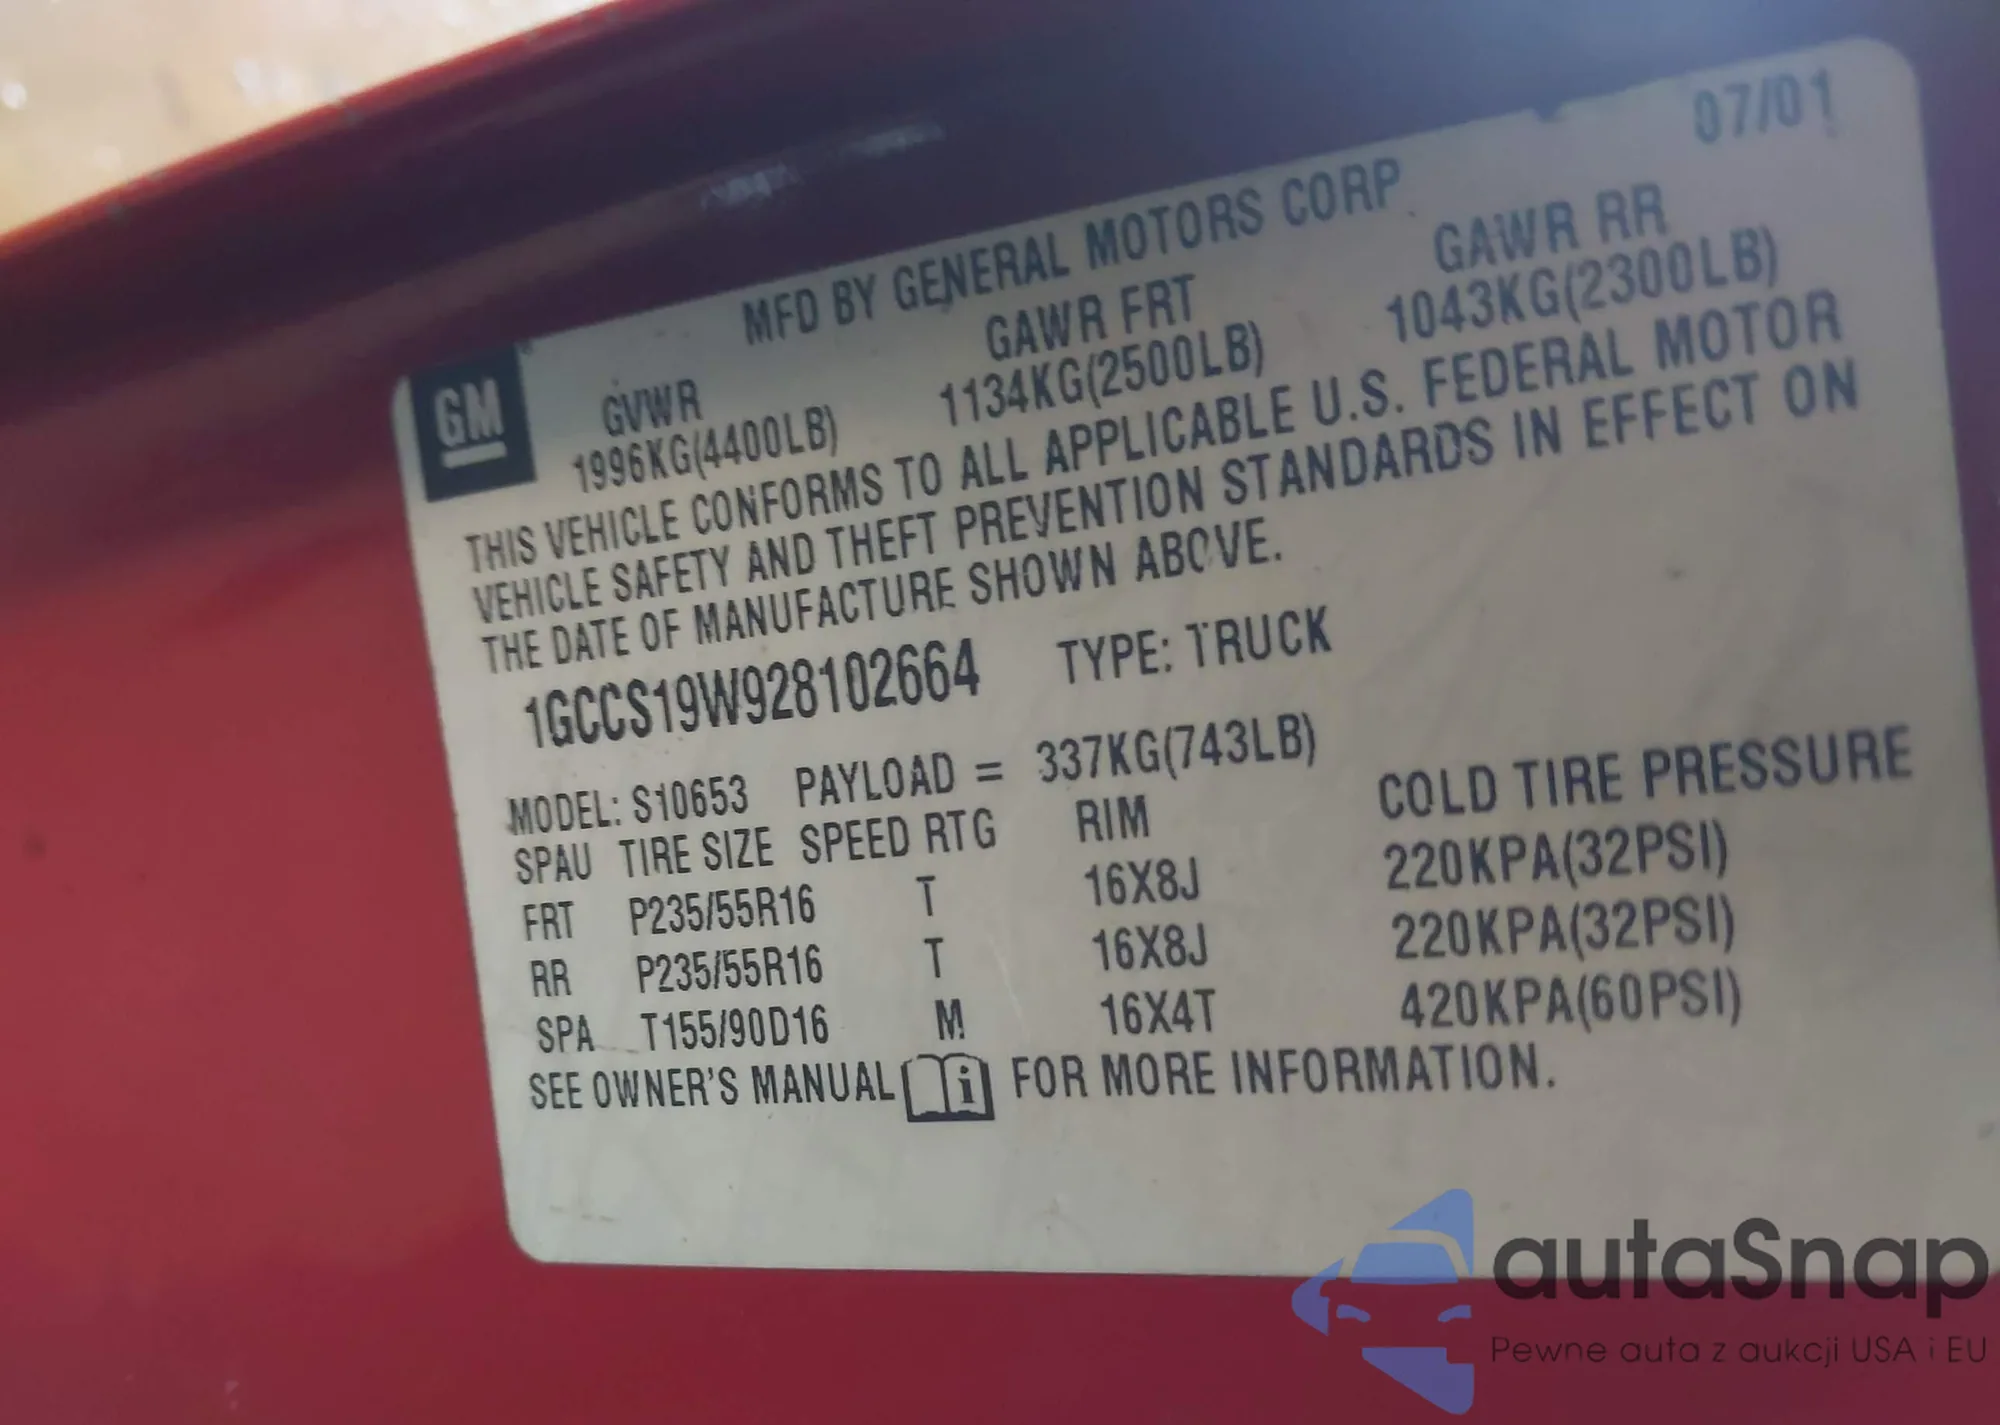 07/01
MFD BY GENERAL MOTORS CORP
GM GVWR GAWR FRT GAWR RR
1996KG(4400LB) 1134KG(2500LB) 1043KG(2300LB)
THIS VEHICLE CONFORMS TO ALL APPLICABLE U.S. FEDERAL MOTOR
VEHICLE SAFETY AND THEFT PREVENTION STANDARDS IN EFFECT ON
THE DATE OF MANUFACTURE SHOWN ABOVE.
1GCCS19W928102664 TYPE: TRUCK
MODEL: S10653 PAYLOAD = 337KG(743LB)
SPAU TIRE SIZE SPEED RTG RIM COLD TIRE PRESSURE
FRT P235/55R16 T 16X8J 220KPA(32PSI)
RR P235/55R16 T 16X8J 220KPA(32PSI)
SPA T155/90D16 M 16X4T 420KPA(60PSI)
SEE OWNER'S MANUAL i FOR MORE INFORMATION.
autaSnap
Pewne auta z aukcji USA i EU